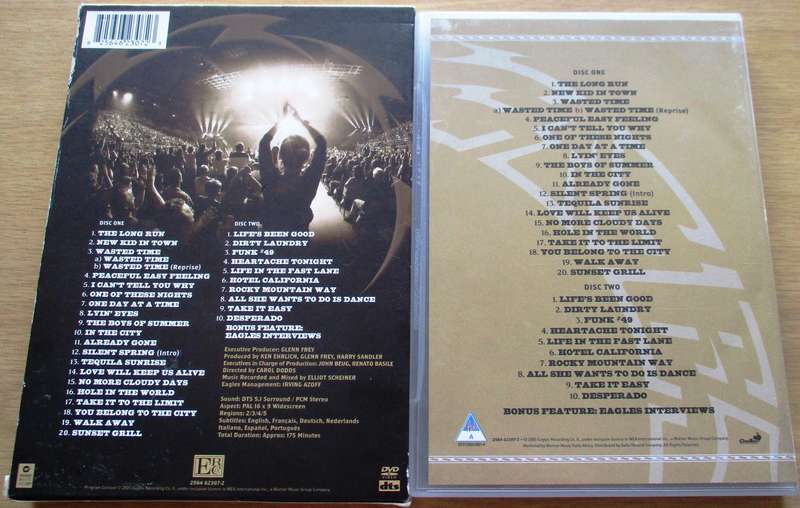 8 25646 23072 5
DISC ONE
1. THE LONG RUN
2. NEW KID IN TOWN
3. WASTED TIME
a) WASTED TIME
b) WASTED TIME (Reprise)
4. PEACEFUL EASY FEELING
5. I CAN'T TELL YOU WHY
6. ONE OF THESE NIGHTS
7. ONE DAY AT A TIME
8. LYIN' EYES
9. THE BOYS OF SUMMER
10. IN THE CITY
11. ALREADY GONE
12. SILENT SPRING (Intro)
13. TEQUILA SUNRISE
14. LOVE WILL KEEP US ALIVE
15. NO MORE CLOUDY DAYS
16. HOLE IN THE WORLD
17. TAKE IT TO THE LIMIT
18. YOU BELONG TO THE CITY
19. WALK AWAY
20. SUNSET GRILL
DISC TWO
1. LIFE'S BEEN GOOD
2. DIRTY LAUNDRY
3. FUNK #49
4. HEARTACHE TONIGHT
5. LIFE IN THE FAST LANE
6. HOTEL CALIFORNIA
7. ROCKY MOUNTAIN WAY
8. ALL SHE WANTS TO DO IS DANCE
9. TAKE IT EASY
10. DESPERADO
BONUS FEATURE:
EAGLES INTERVIEWS
Executive Producer: GLENN FREY
Produced by KEN EHRLICH, GLENN FREY, HARRY SANDLER
Executives in Charge of Production: JOHN BEUG, RENATO BASILE
Directed by CAROL DODDS
Music Recorded and Mixed by ELLIOT SCHEINER
Eagles Management: IRVING AZOFF
Sound: DTS 5.1 Surround / PCM Stereo
Aspect: PAL 16 x 9 Widescreen
Regions: 2/3/4/5
Subtitles: English, Français, Deutsch, Nederlands
Italiano, Español, Português
Total Duration: Approx: 175 Minutes
ERC
2564 62307-2
DVD
VIDEO
dts
DISC ONE
1. THE LONG RUN
2. NEW KID IN TOWN
3. WASTED TIME
a) WASTED TIME b) WASTED TIME (Reprise)
4. PEACEFUL EASY FEELING
5. I CAN'T TELL YOU WHY
6. ONE OF THESE NIGHTS
7. ONE DAY AT A TIME
8. LYIN' EYES
9. THE BOYS OF SUMMER
10. IN THE CITY
11. ALREADY GONE
12. SILENT SPRING (Intro)
13. TEQUILA SUNRISE
14. LOVE WILL KEEP US ALIVE
15. NO MORE CLOUDY DAYS
16. HOLE IN THE WORLD
17. TAKE IT TO THE LIMIT
18. YOU BELONG TO THE CITY
19. WALK AWAY
20. SUNSET GRILL
DISC TWO
1. LIFE'S BEEN GOOD
2. DIRTY LAUNDRY
3. FUNK #49
4. HEARTACHE TONIGHT
5. LIFE IN THE FAST LANE
6. HOTEL CALIFORNIA
7. ROCKY MOUNTAIN WAY
8. ALL SHE WANTS TO DO IS DANCE
9. TAKE IT EASY
10. DESPERADO
BONUS FEATURE: EAGLES INTERVIEWS
A